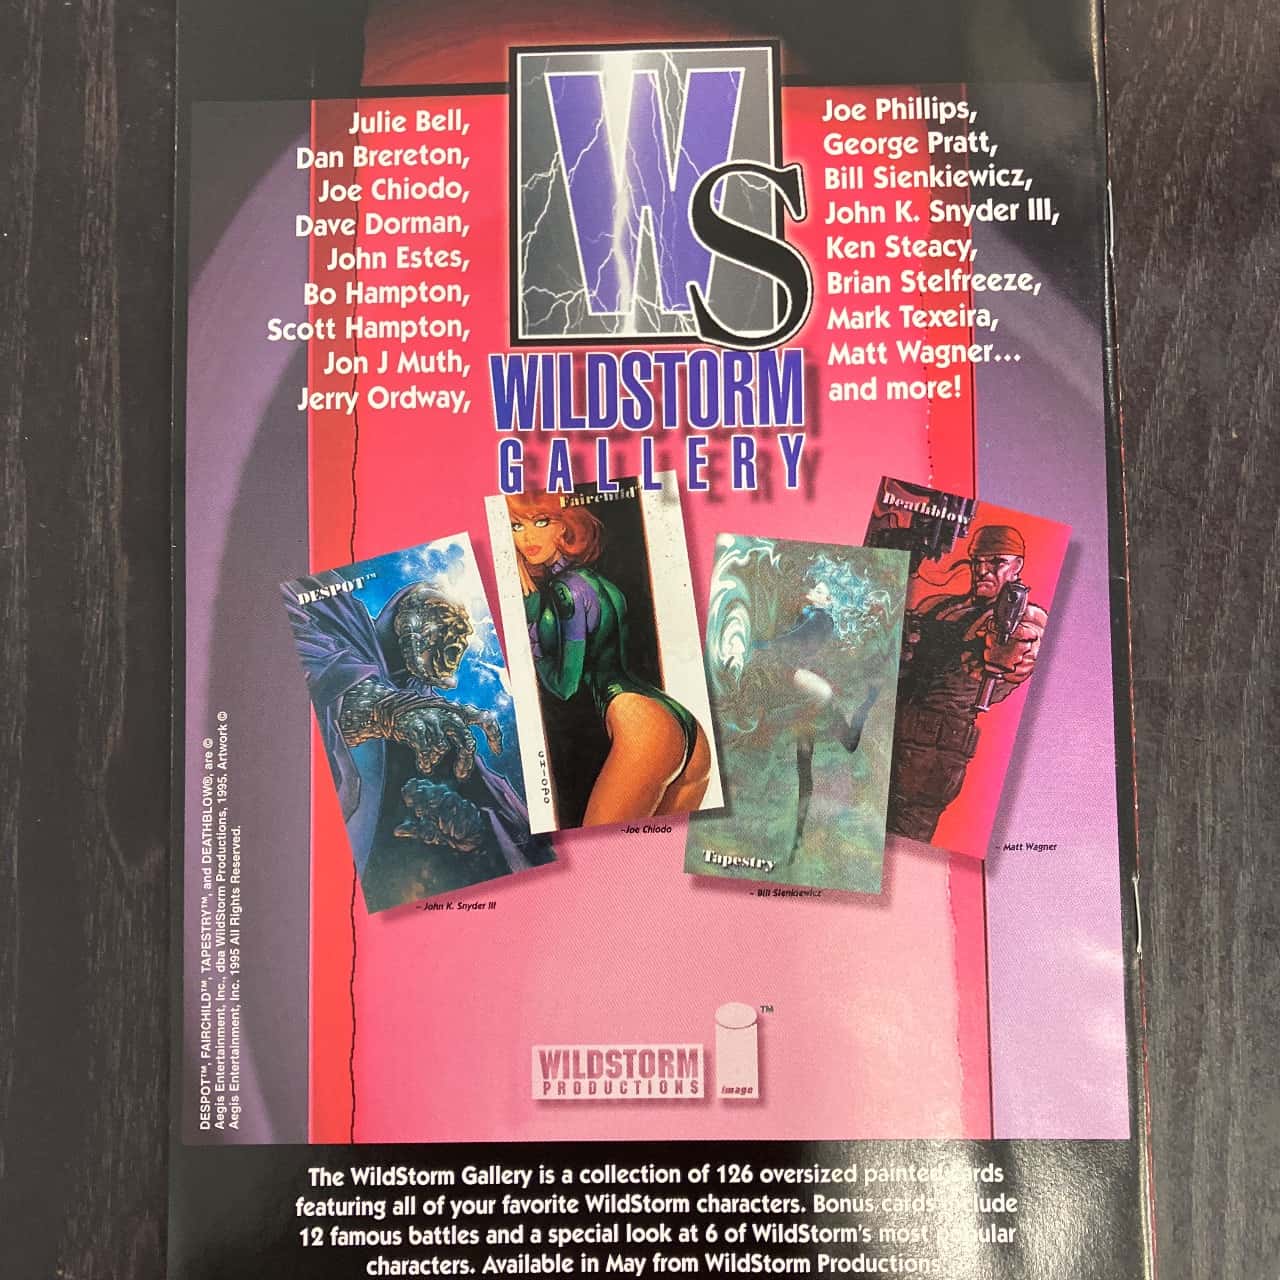 Julie Bell,
Dan Brereton,
Joe Chiodo,
Dave Dorman,
John Estes,
Bo Hampton,
Scott Hampton,
Jon J Muth,
Jerry Ordway,
WS
WILDSTORM
GALLERY
Joe Phillips,
George Pratt,
Bill Sienkiewicz,
John K. Snyder III,
Ken Steacy,
Brian Stelfreeze,
Mark Texeira,
Matt Wagner...
and more!
DESPOT™
Fairchild™
Deathblow
CHIODO
Tapestry
~John K. Snyder III
~Joe Chiodo
~ Bill Sienkiewicz
~ Matt Wagner
DESPOT™, FAIRCHILD™, TAPESTRY™, and DEATHBLOW®, are ©
Aegis Entertainment, Inc., dba WildStorm Productions, 1995. Artwork ©
Aegis Entertainment, Inc. 1995 All Rights Reserved.
WILDSTORM
PRODUCTIONS
image
TM
The WildStorm Gallery is a collection of 126 oversized painted cards
featuring all of your favorite WildStorm characters. Bonus cards include
12 famous battles and a special look at 6 of WildStorm's most popular
characters. Available in May from WildStorm Productions.